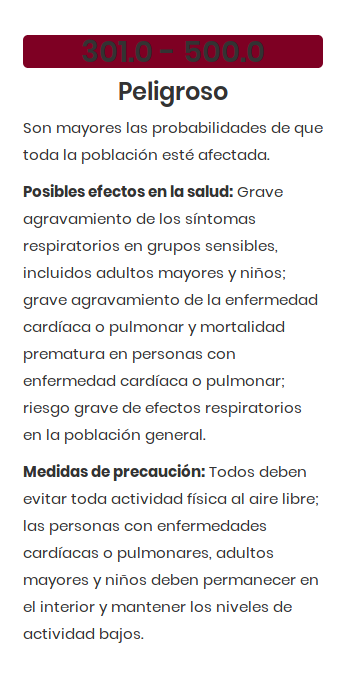 301.0 – 500.0
Peligroso
Son mayores las probabilidades de que
toda la población esté afectada.
Posibles efectos en la salud: Grave
agravamiento de los síntomas
respiratorios en grupos sensibles,
incluidos adultos mayores y niños;
grave agravamiento de la enfermedad
cardíaca o pulmonar y mortalidad
prematura en personas con
enfermedad cardíaca o pulmonar;
riesgo grave de efectos respiratorios
en la población general.
Medidas de precaución: Todos deben
evitar toda actividad física al aire libre;
las personas con enfermedades
cardíacas o pulmonares, adultos
mayores y niños deben permanecer en
el interior y mantener los niveles de
actividad bajos.